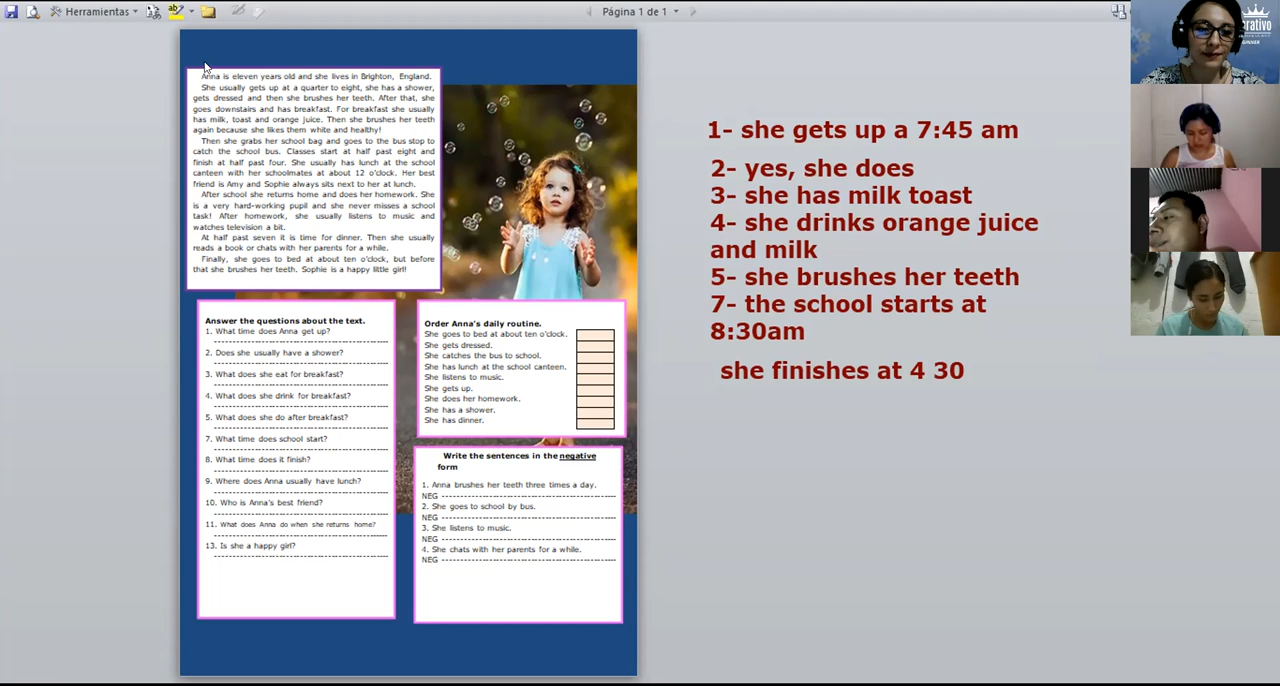 Herramientas
Página 1 de 1
Anna is eleven years old and she lives in Brighton, England.
She usually gets up at a quarter to eight, she has a shower,
gets dressed and then she brushes her teeth. After that, she
goes downstairs and has breakfast. For breakfast she usually
has milk, toast and orange juice. Then she brushes her teeth
again because she likes them white and healthy!
Then she grabs her school bag and goes to the bus stop to
catch the school bus. Classes start at half past eight and
finish at half past four. She usually has lunch at the school
canteen with her schoolmates at about 12 o'clock. Her best
friend is Amy and Sophie always sits next to her at lunch.
After school she returns home and does her homework. She
is a very hard-working pupil and she never misses a school
task! After homework, she usually listens to music and
watches television a bit.
At half past seven it is time for dinner. Then she usually
reads a book or chats with her parents for a while.
Finally, she goes to bed at about ten o'clock, but before
that she brushes her teeth. Sophie is a happy little girl!
Answer the questions about the text.
1. What time does Anna get up?
2. Does she usually have a shower?
3. What does she eat for breakfast?
4. What does she drink for breakfast?
5. What does she do after breakfast?
7. What time does school start?
8. What time does it finish?
9. Where does Anna usually have lunch?
10. Who is Anna's best friend?
11. What does Anna do when she returns home?
13. Is she a happy girl?
Order Anna's daily routine.
She goes to bed at about ten o'clock.
She gets dressed.
She catches the bus to school.
She has lunch at the school canteen.
She listens to music.
She gets up.
She does her homework.
She has a shower.
She has dinner.
Write the sentences in the negative
form
1. Anna brushes her teeth three times a day.
NEG
2. She goes to school by bus.
NEG
3. She listens to music.
NEG
4. She chats with her parents for a while.
NEG
1- she gets up a 7:45 am
2- yes, she does
3- she has milk toast
4- she drinks orange juice
and milk
5- she brushes her teeth
7- the school starts at
8:30am
she finishes at 4 30